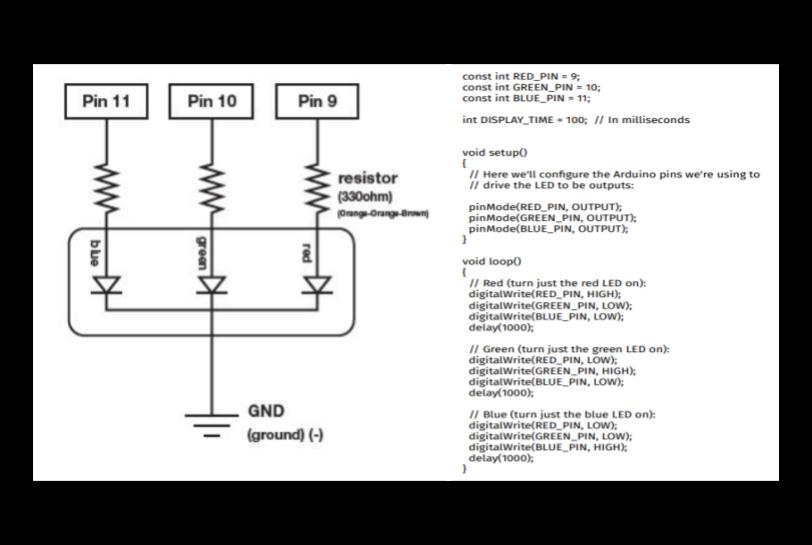 Pin 11
Pin 10
Pin 9
resistor
(330ohm)
(Orange-Orange-Brown)
blue
green
red
GND
(ground) (-)
const int RED_PIN = 9;
const int GREEN_PIN = 10;
const int BLUE_PIN = 11;
int DISPLAY_TIME = 100; // In milliseconds
void setup()
{
// Here we'll configure the Arduino pins we're using to
// drive the LED to be outputs:
pinMode(RED_PIN, OUTPUT);
pinMode(GREEN_PIN, OUTPUT);
pinMode(BLUE_PIN, OUTPUT);
}
void loop()
{
// Red (turn just the red LED on):
digitalWrite(RED_PIN, HIGH);
digitalWrite(GREEN_PIN, LOW);
digitalWrite(BLUE_PIN, LOW);
delay(1000);
// Green (turn just the green LED on):
digitalWrite(RED_PIN, LOW);
digitalWrite(GREEN_PIN, HIGH);
digitalWrite(BLUE_PIN, LOW);
delay(1000);
// Blue (turn just the blue LED on):
digitalWrite(RED_PIN, LOW);
digitalWrite(GREEN_PIN, LOW);
digitalWrite(BLUE_PIN, HIGH);
delay(1000);
}